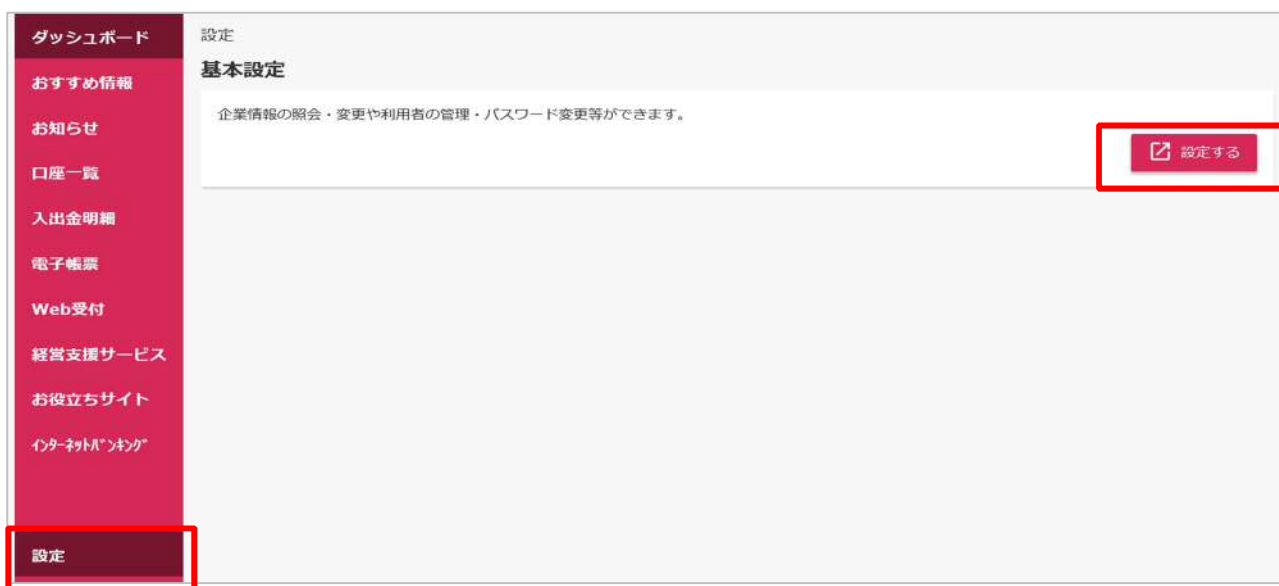 ダッシュボード
おすすめ情報
お知らせ
口座一覧
入出金明細
電子帳票
Web受付
経営支援サービス
お役立ちサイト
ｲﾝﾀｰﾈｯﾄﾊﾞﾝｷﾝｸﾞ
設定
設定
基本設定
企業情報の照会・変更や利用者の管理・パスワード変更等ができます。
設定する